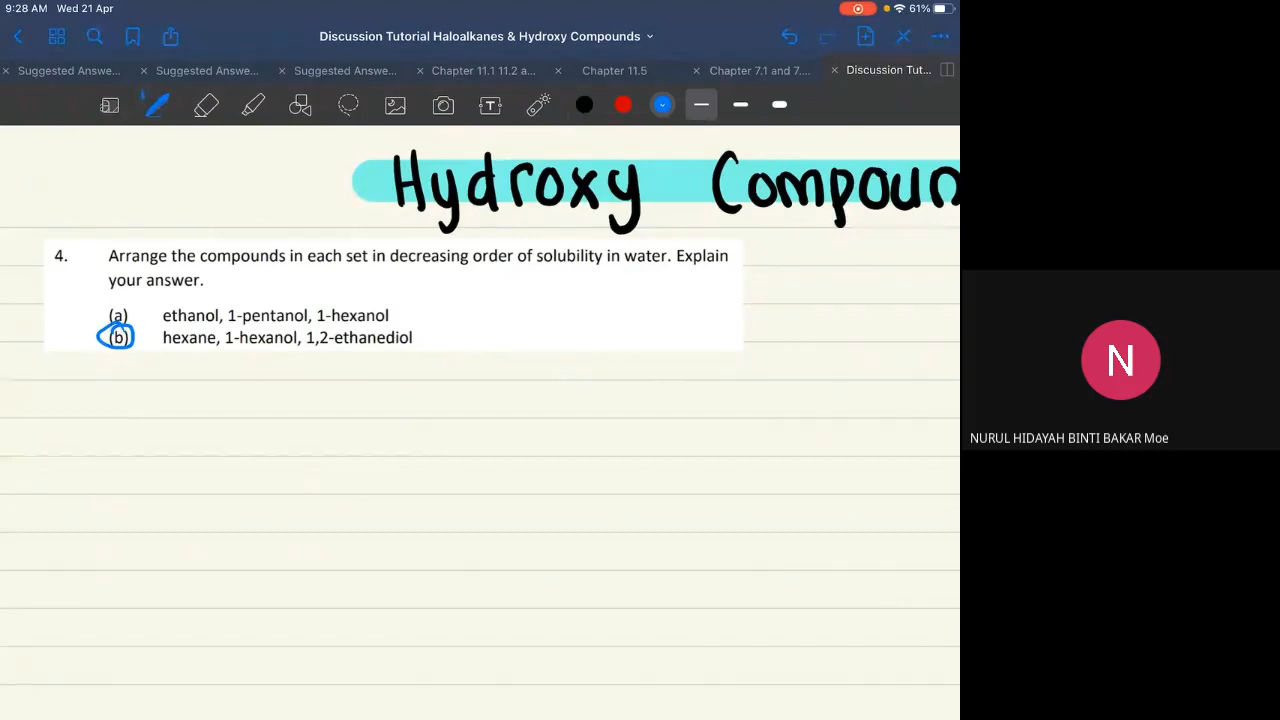 9:28 AM Wed 21 Apr
61%
Discussion Tutorial Haloalkanes & Hydroxy Compounds
Suggested Answe...
Suggested Answe...
Suggested Answe...
Chapter 11.1 11.2 a...
Chapter 11.5
Chapter 7.1 and 7....
Discussion Tut...
T
Hydroxy Compoun
4. Arrange the compounds in each set in decreasing order of solubility in water. Explain
your answer.
(a) ethanol, 1-pentanol, 1-hexanol
(b) hexane, 1-hexanol, 1,2-ethanediol
N
NURUL HIDAYAH BINTI BAKAR Moe